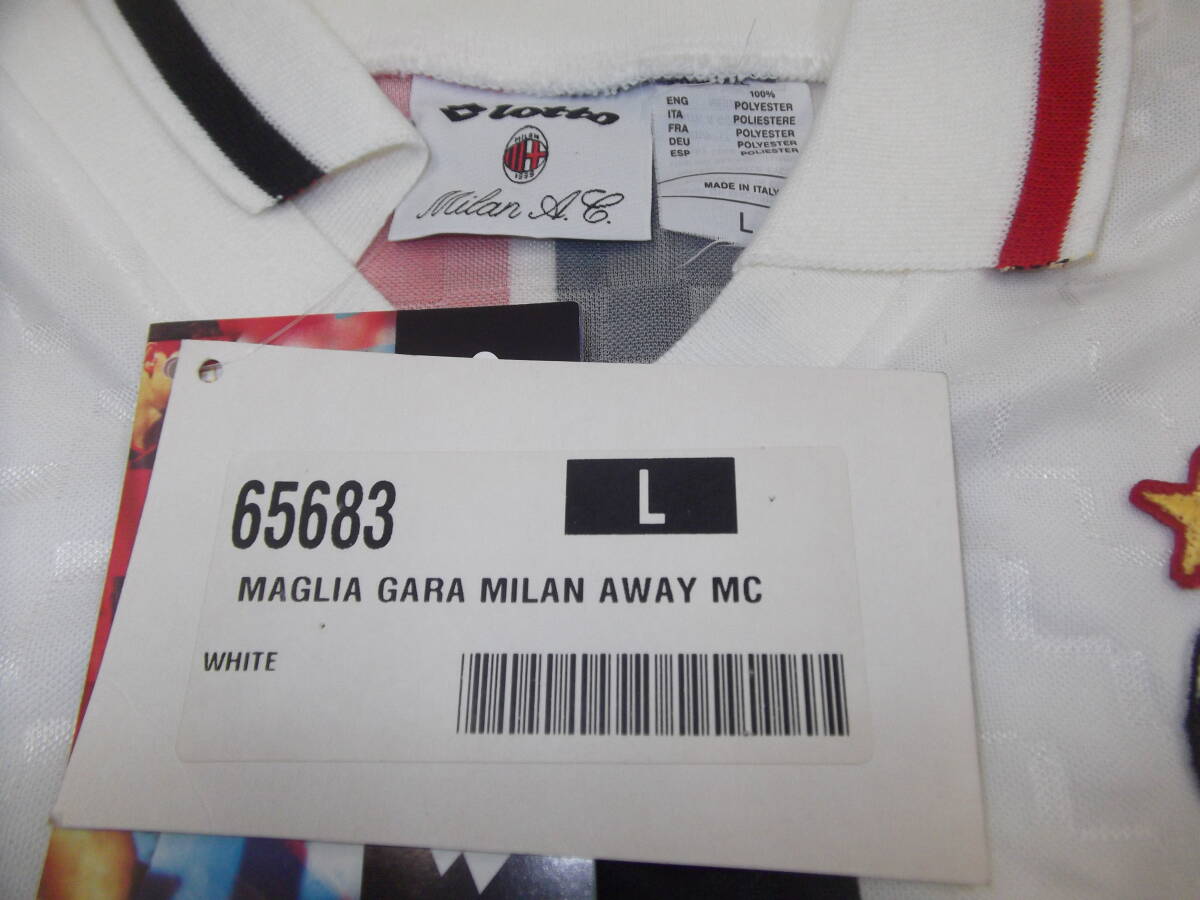 lotto
MILAN
1899
Milan A.C.
100%
ENG POLYESTER
ITA POLIESTERE
FRA POLYESTER
DEU POLYESTER
ESP POLIESTER
MADE IN ITALY
L
65683
L
MAGLIA GARA MILAN AWAY MC
WHITE